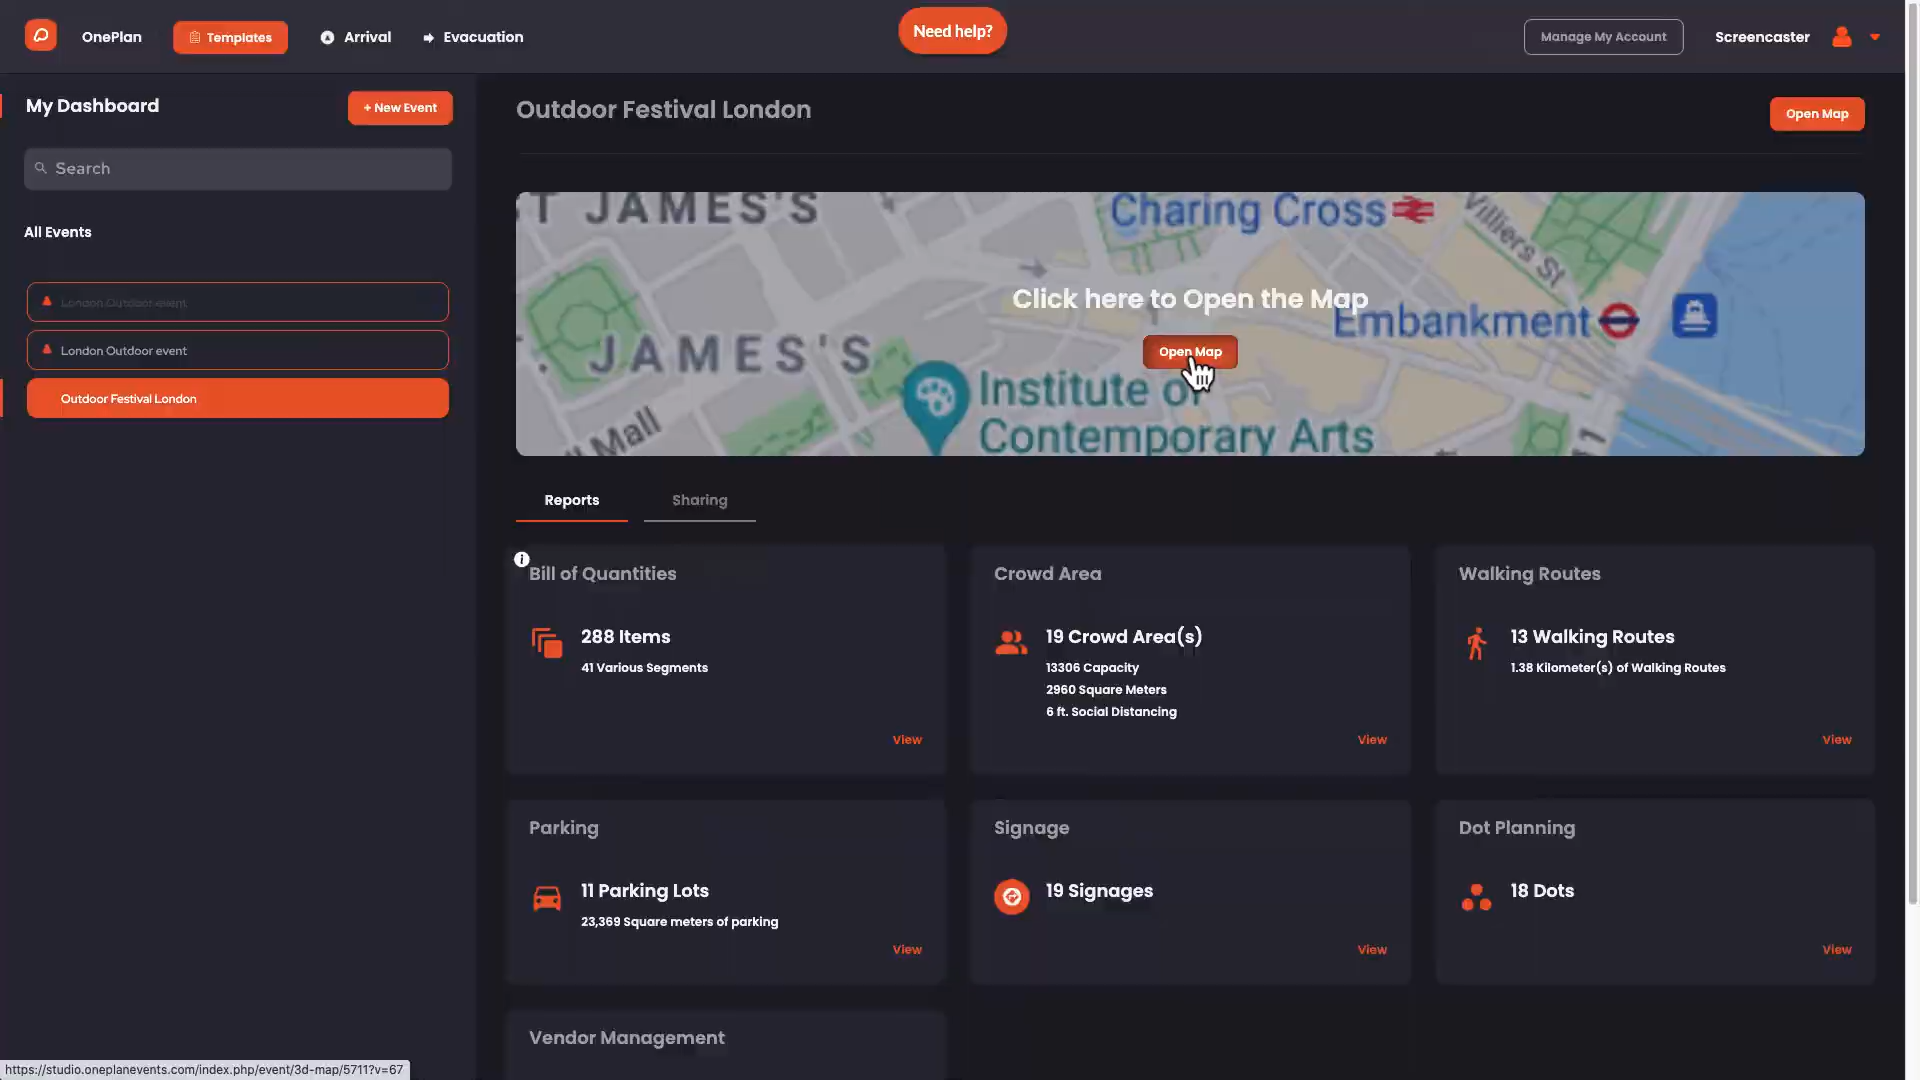 OnePlan
Templates
Arrival
Evacuation
Need help?
Manage My Account
Screencaster
My Dashboard
+ New Event
Search
All Events
London Outdoor event
London Outdoor event
Outdoor Festival London
Outdoor Festival London
Open Map
T JAMES'S
Charing Cross
Villiers St
Click here to Open the Map
Embankment
Open Map
T. JAMES'S
Institute of
Contemporary Arts
Mall
Reports
Sharing
Bill of Quantities
288 Items
41 Various Segments
View
Crowd Area
19 Crowd Area(s)
13306 Capacity
2960 Square Meters
6 ft. Social Distancing
View
Walking Routes
13 Walking Routes
1.38 Kilometer(s) of Walking Routes
View
Parking
11 Parking Lots
23,369 Square meters of parking
View
Signage
19 Signages
View
Dot Planning
18 Dots
View
Vendor Management
https://studio.oneplanevents.com/index.php/event/3d-map/5711?v=67